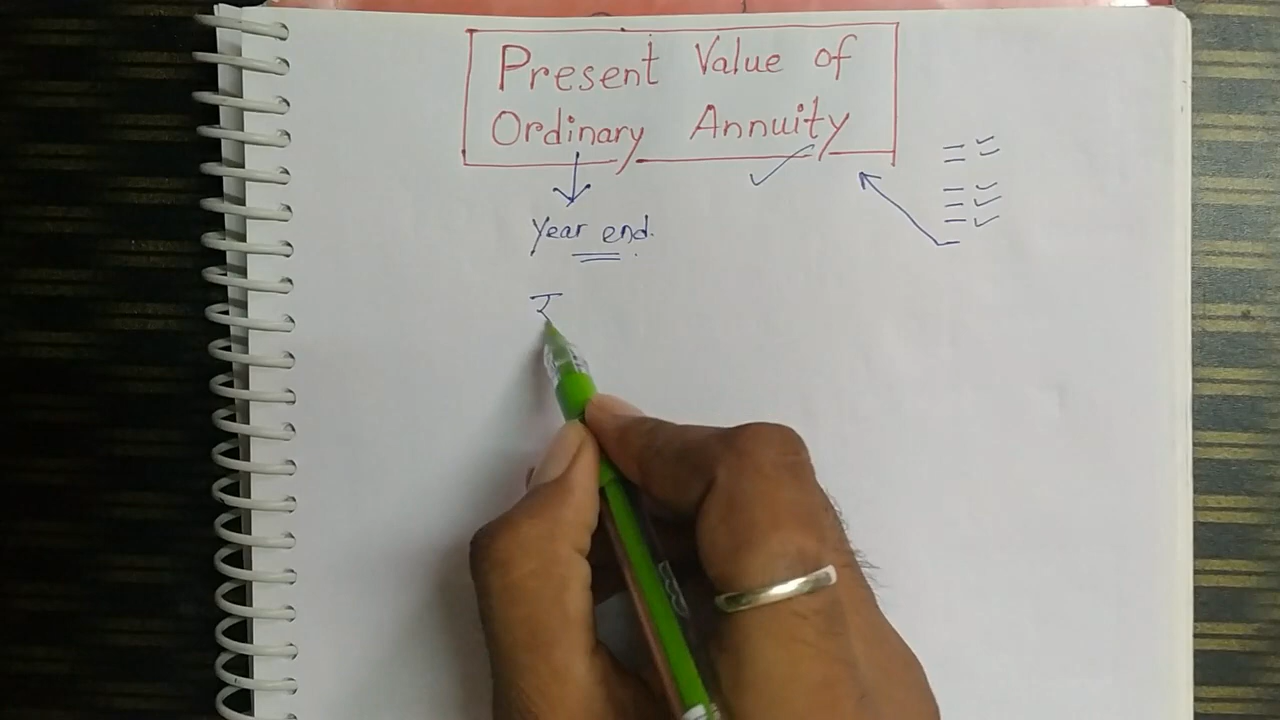 Present Value of
Ordinary Annuity
Year end.
₹